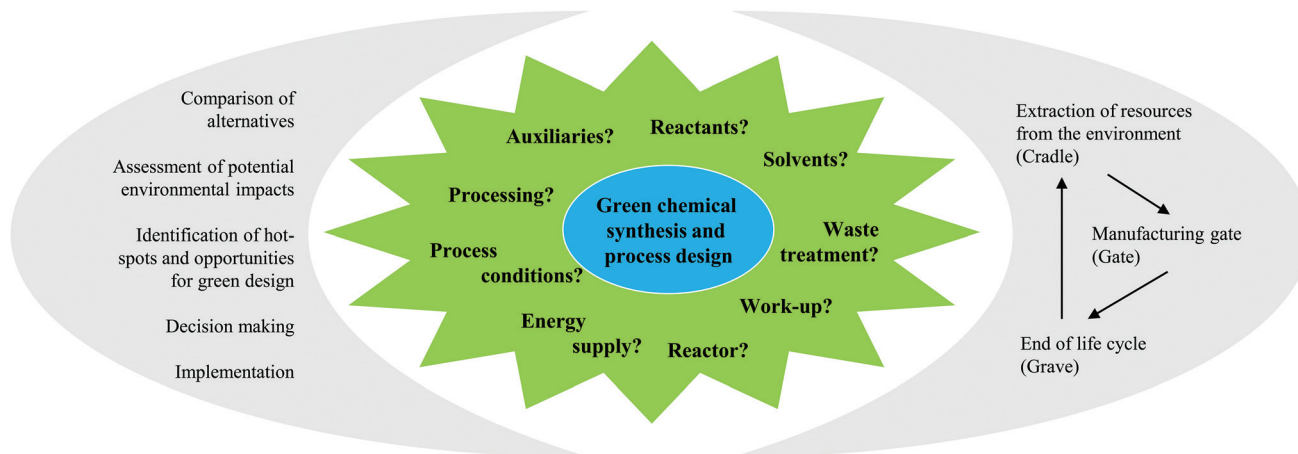 Comparison of
alternatives
Assessment of potential
environmental impacts
Identification of hot-
spots and opportunities
for green design
Decision making
Implementation
Auxiliaries?
Reactants?
Solvents?
Processing?
Process
conditions?
Energy
supply?
Reactor?
Work-up?
Waste
treatment?
Green chemical
synthesis and
process design
Extraction of resources
from the environment
(Cradle)
Manufacturing gate
(Gate)
End of life cycle
(Grave)